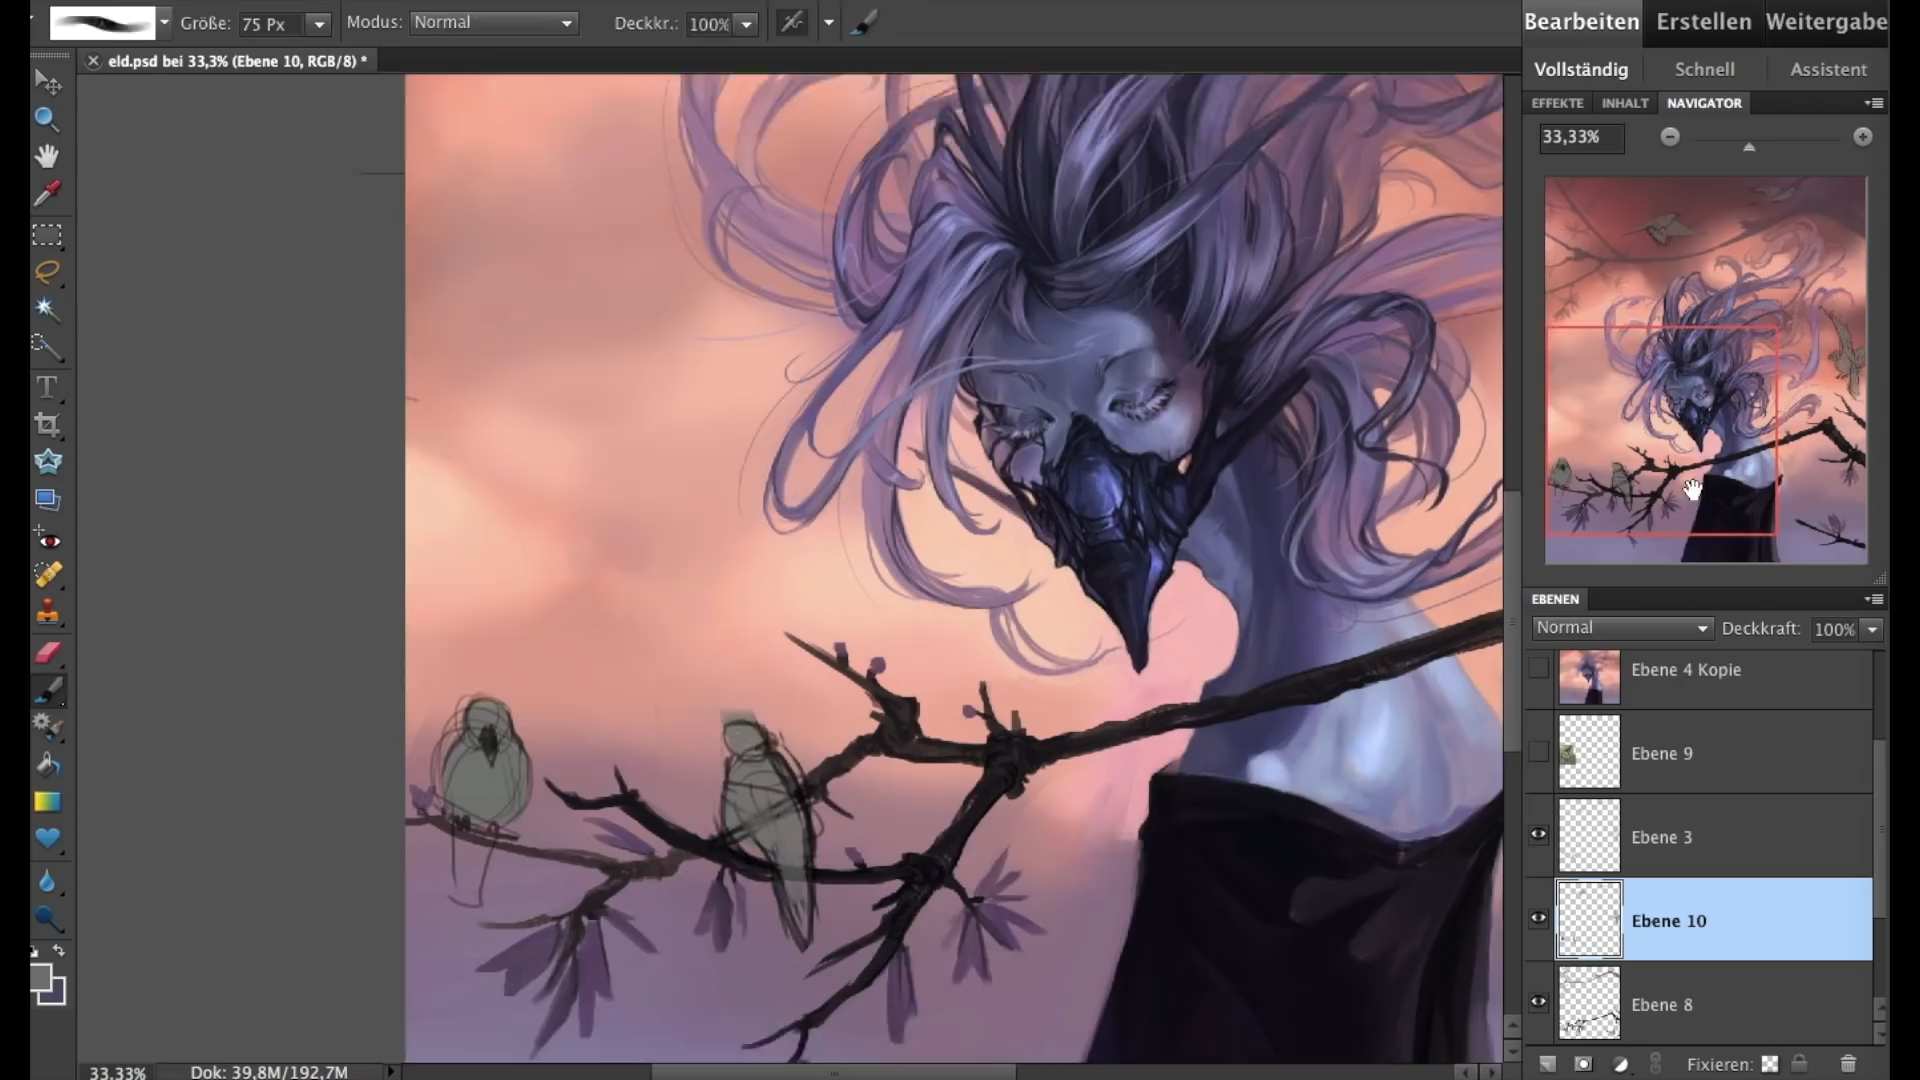 Größe: 75 Px Modus: Normal Deckkr.: 100%
Bearbeiten Erstellen Weitergabe
eld.psd bei 33,3% (Ebene 10, RGB/8) *
Vollständig Schnell Assistent
EFFEKTE INHALT NAVIGATOR
33,33%
EBENEN
Normal Deckkraft: 100%
Ebene 4 Kopie
Ebene 9
Ebene 3
Ebene 10
Ebene 8
Fixieren:
33,33% Dok: 39,8M/192,7M